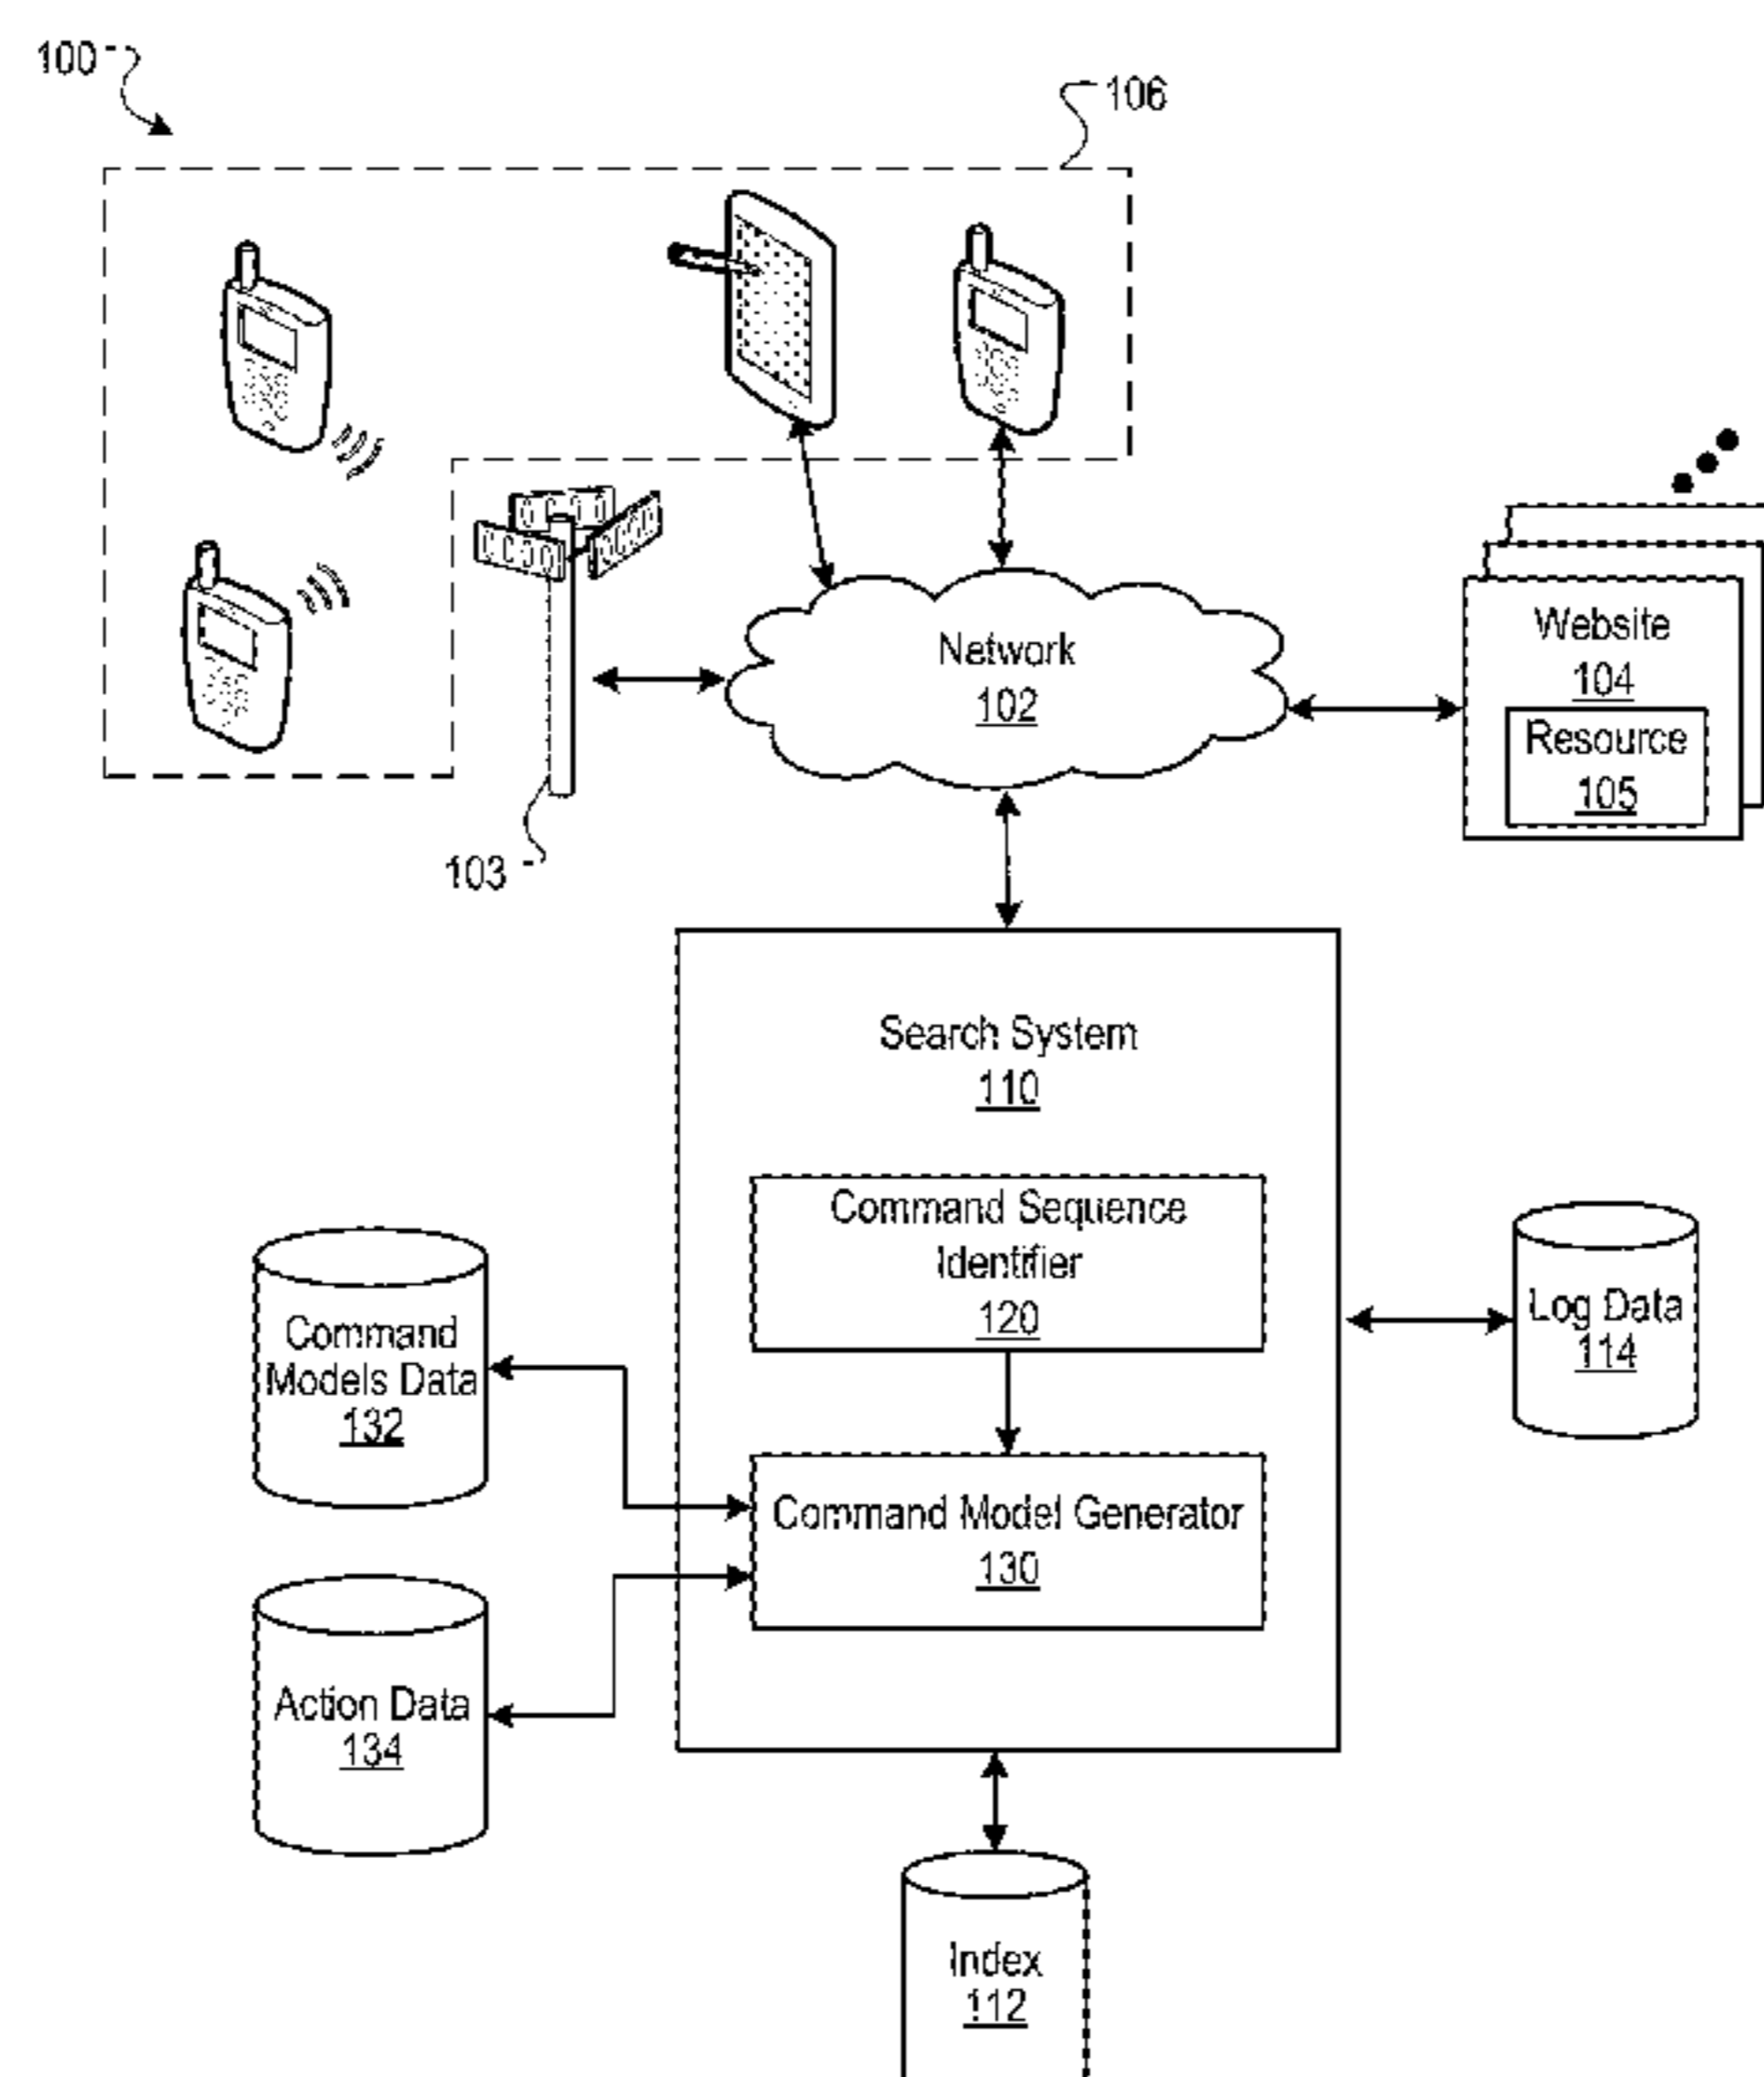 100
106
Network
102
Website
104
Resource
105
103
Search System
110
Command Sequence
Identifier
120
Command
Models Data
132
Log Data
114
Command Model Generator
130
Action Data
134
Index
112